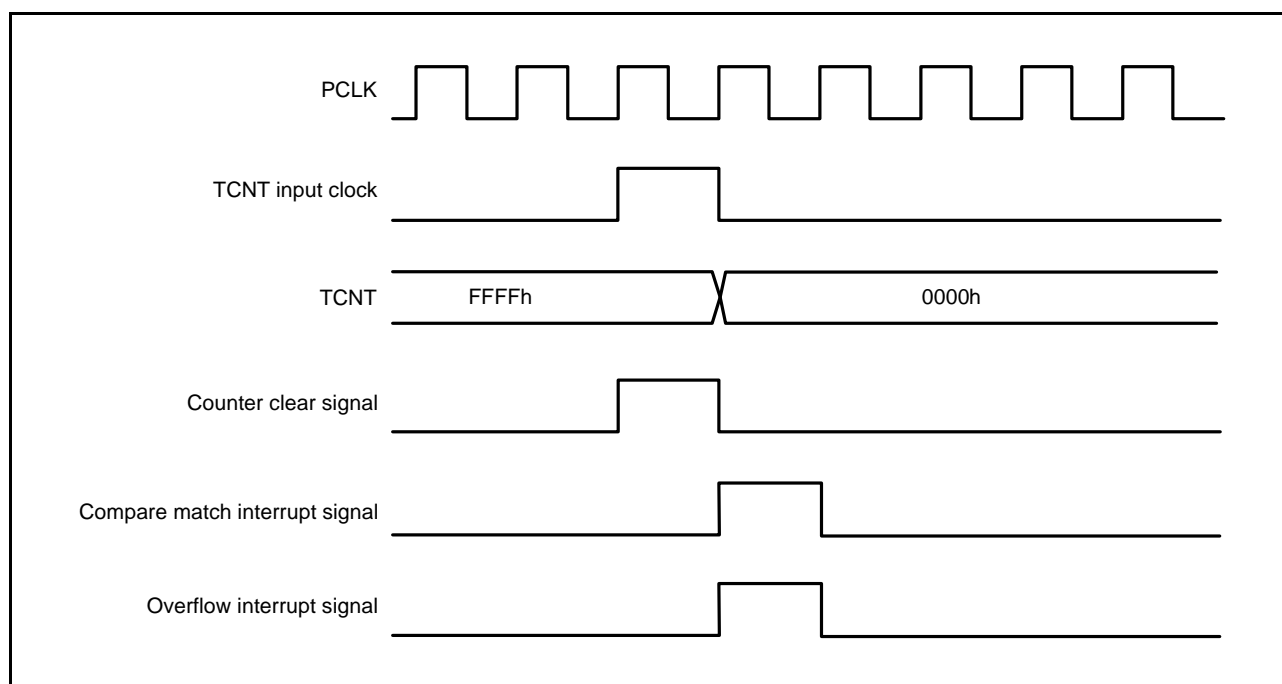 PCLK
TCNT input clock
TCNT
FFFFh
0000h
Counter clear signal
Compare match interrupt signal
Overflow interrupt signal